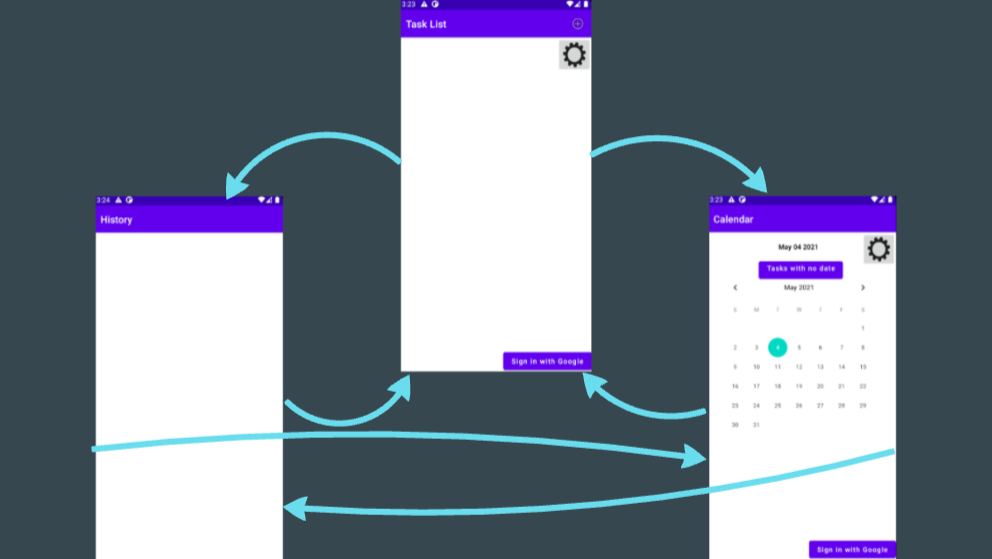 3:23
Task List
Sign in with Google
3:24
History
3:23
Calendar
May 04 2021
Tasks with no date
May 2021
S M T W T F S
1
2 3 4 5 6 7 8
9 10 11 12 13 14 15
16 17 18 19 20 21 22
23 24 25 26 27 28 29
30 31
Sign in with Google